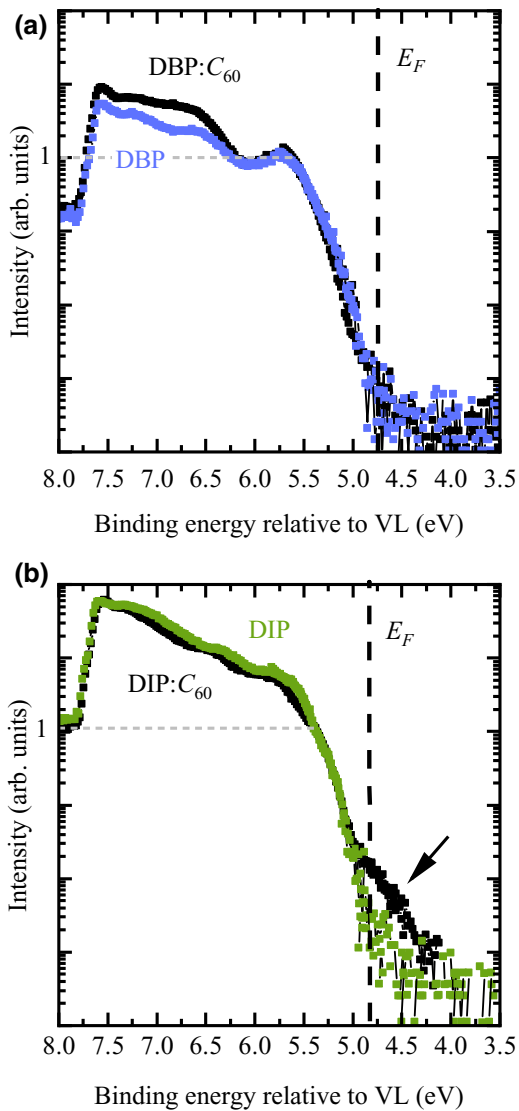 (a)
DBP:C60
EF
1
DBP
Intensity (arb. units)
8.0 7.5 7.0 6.5 6.0 5.5 5.0 4.5 4.0 3.5
Binding energy relative to VL (eV)
(b)
DIP
EF
DIP:C60
1
Intensity (arb. units)
8.0 7.5 7.0 6.5 6.0 5.5 5.0 4.5 4.0 3.5
Binding energy relative to VL (eV)